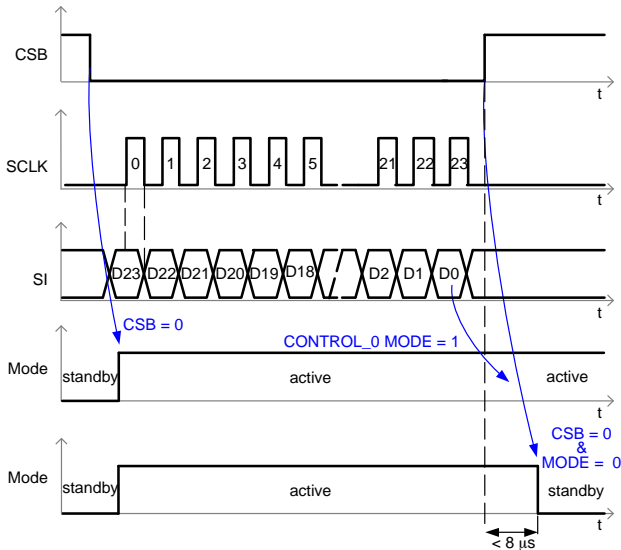 CSB
t
SCLK
0 1 2 3 4 5 21 22 23
t
SI
D23 D22 D21 D20 D19 D18 D2 D1 D0
t
CSB = 0
CONTROL_0 MODE = 1
Mode
standby active active
t
CSB = 0
&
MODE = 0
Mode
standby active standby
t
< 8 µs